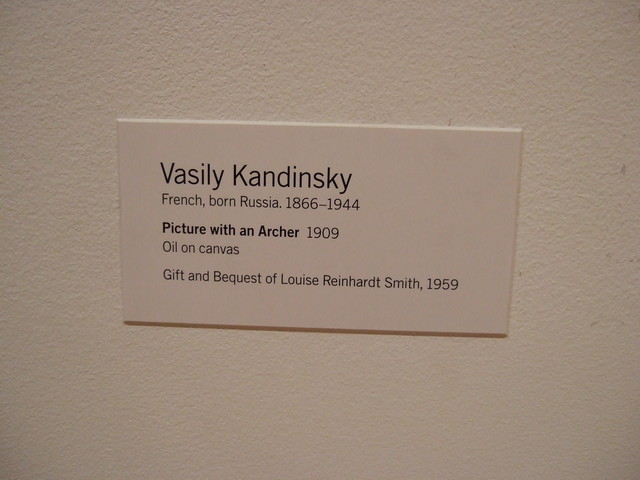 Vasily Kandinsky
French, born Russia. 1866–1944
Picture with an Archer 1909
Oil on canvas
Gift and Bequest of Louise Reinhardt Smith, 1959